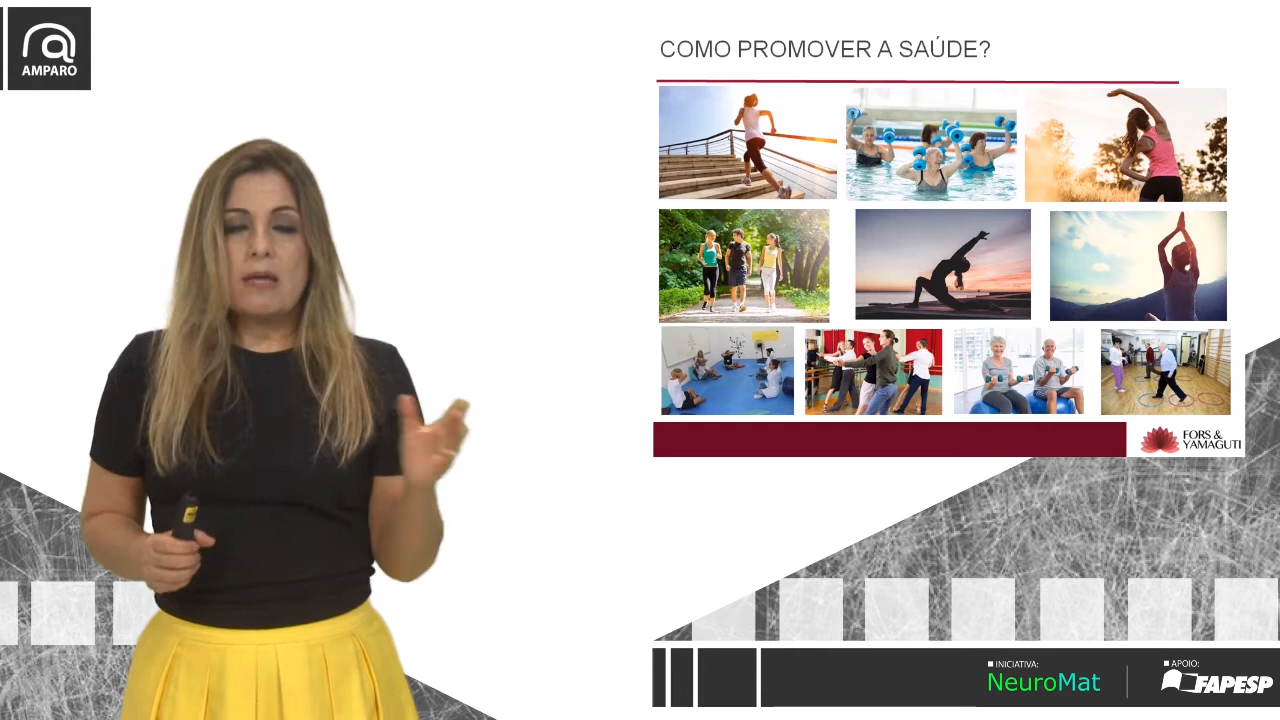 AMPARO
COMO PROMOVER A SAÚDE?
FORS &
YAMAGUTI
INICIATIVA:
NeuroMat
APOIO:
FAPESP